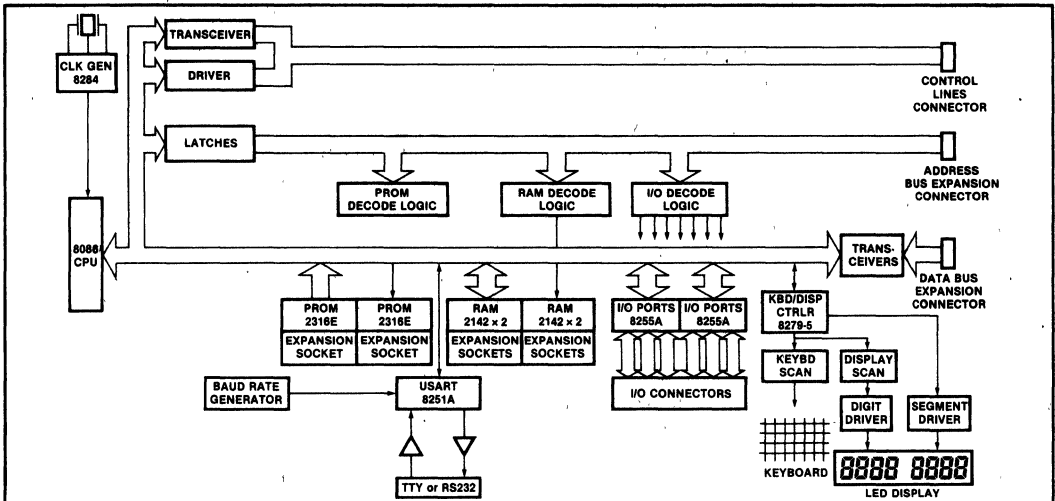 TRANSCEIVER
CLK GEN
8284
DRIVER
CONTROL
LINES
CONNECTOR
LATCHES
ADDRESS
BUS EXPANSION
CONNECTOR
PROM
DECODE LOGIC
RAM DECODE
LOGIC
I/O DECODE
LOGIC
8086
CPU
TRANS-
CEIVERS
DATA BUS
EXPANSION
CONNECTOR
PROM
2316E
PROM
2316E
RAM
2142 × 2
RAM
2142 × 2
I/O PORTS
8255A
I/O PORTS
8255A
KBD/DISP
CTRLR
8279-5
EXPANSION
SOCKET
EXPANSION
SOCKET
EXPANSION
SOCKETS
EXPANSION
SOCKETS
KEYBD
SCAN
DISPLAY
SCAN
BAUD RATE
GENERATOR
USART
8251A
I/O CONNECTORS
DIGIT
DRIVER
SEGMENT
DRIVER
KEYBOARD
8888 8888
TTY or RS232
LED DISPLAY